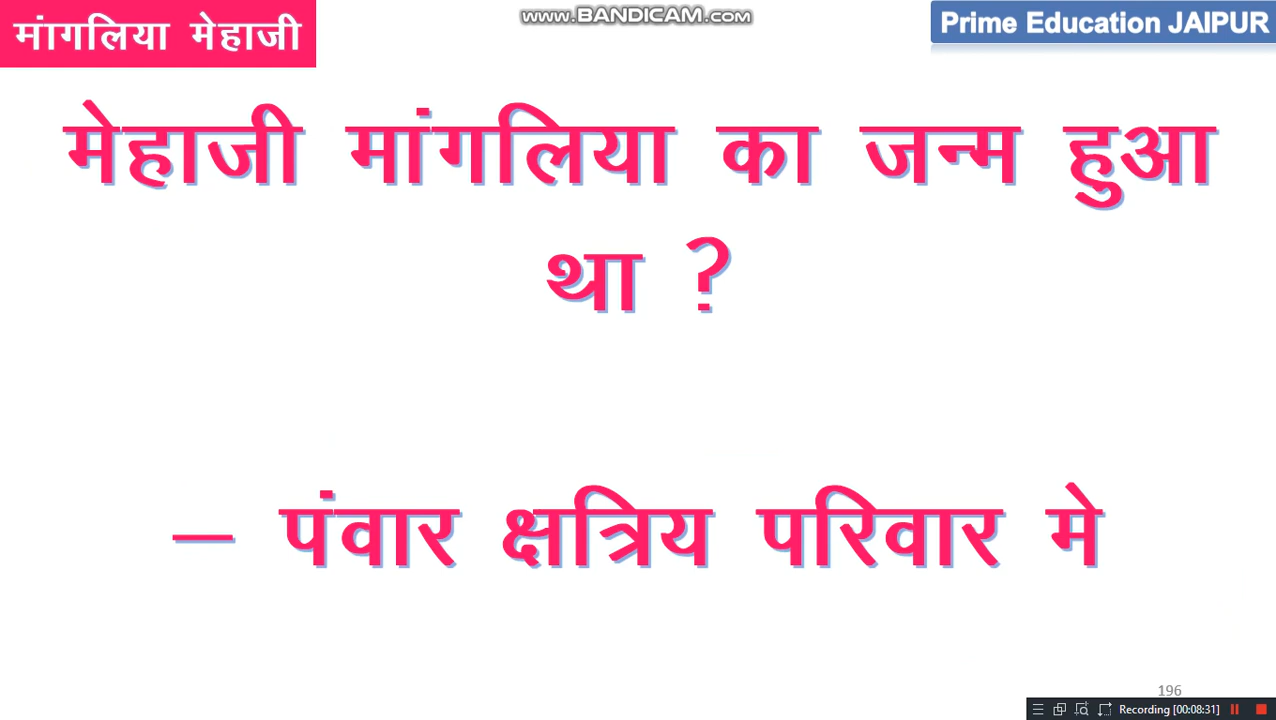 मांगलिया मेहाजी
www.BANDICAM.com
Prime Education JAIPUR
मेहाजी मांगलिया का जन्म हुआ
था ?
– पंवार क्षत्रिय परिवार मे
196
Recording [00:08:31]